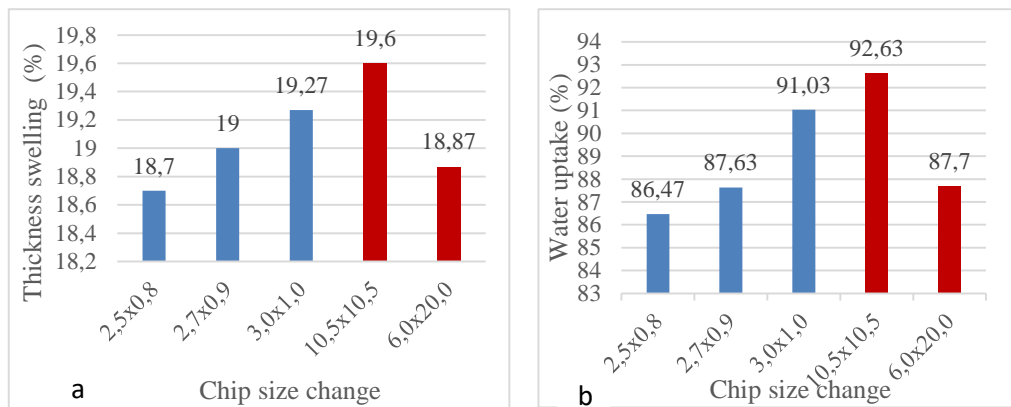 Thickness swelling (%)
19,8
19,6
19,4
19,2
19
18,8
18,6
18,4
18,2
18,7
19
19,27
19,6
18,87
2,5x0,8
2,7x0,9
3,0x1,0
10,5x10,5
6,0x20,0
a
Chip size change
Water uptake (%)
94
93
92
91
90
89
88
87
86
85
84
83
86,47
87,63
91,03
92,63
87,7
2,5x0,8
2,7x0,9
3,0x1,0
10,5x10,5
6,0x20,0
b
Chip size change